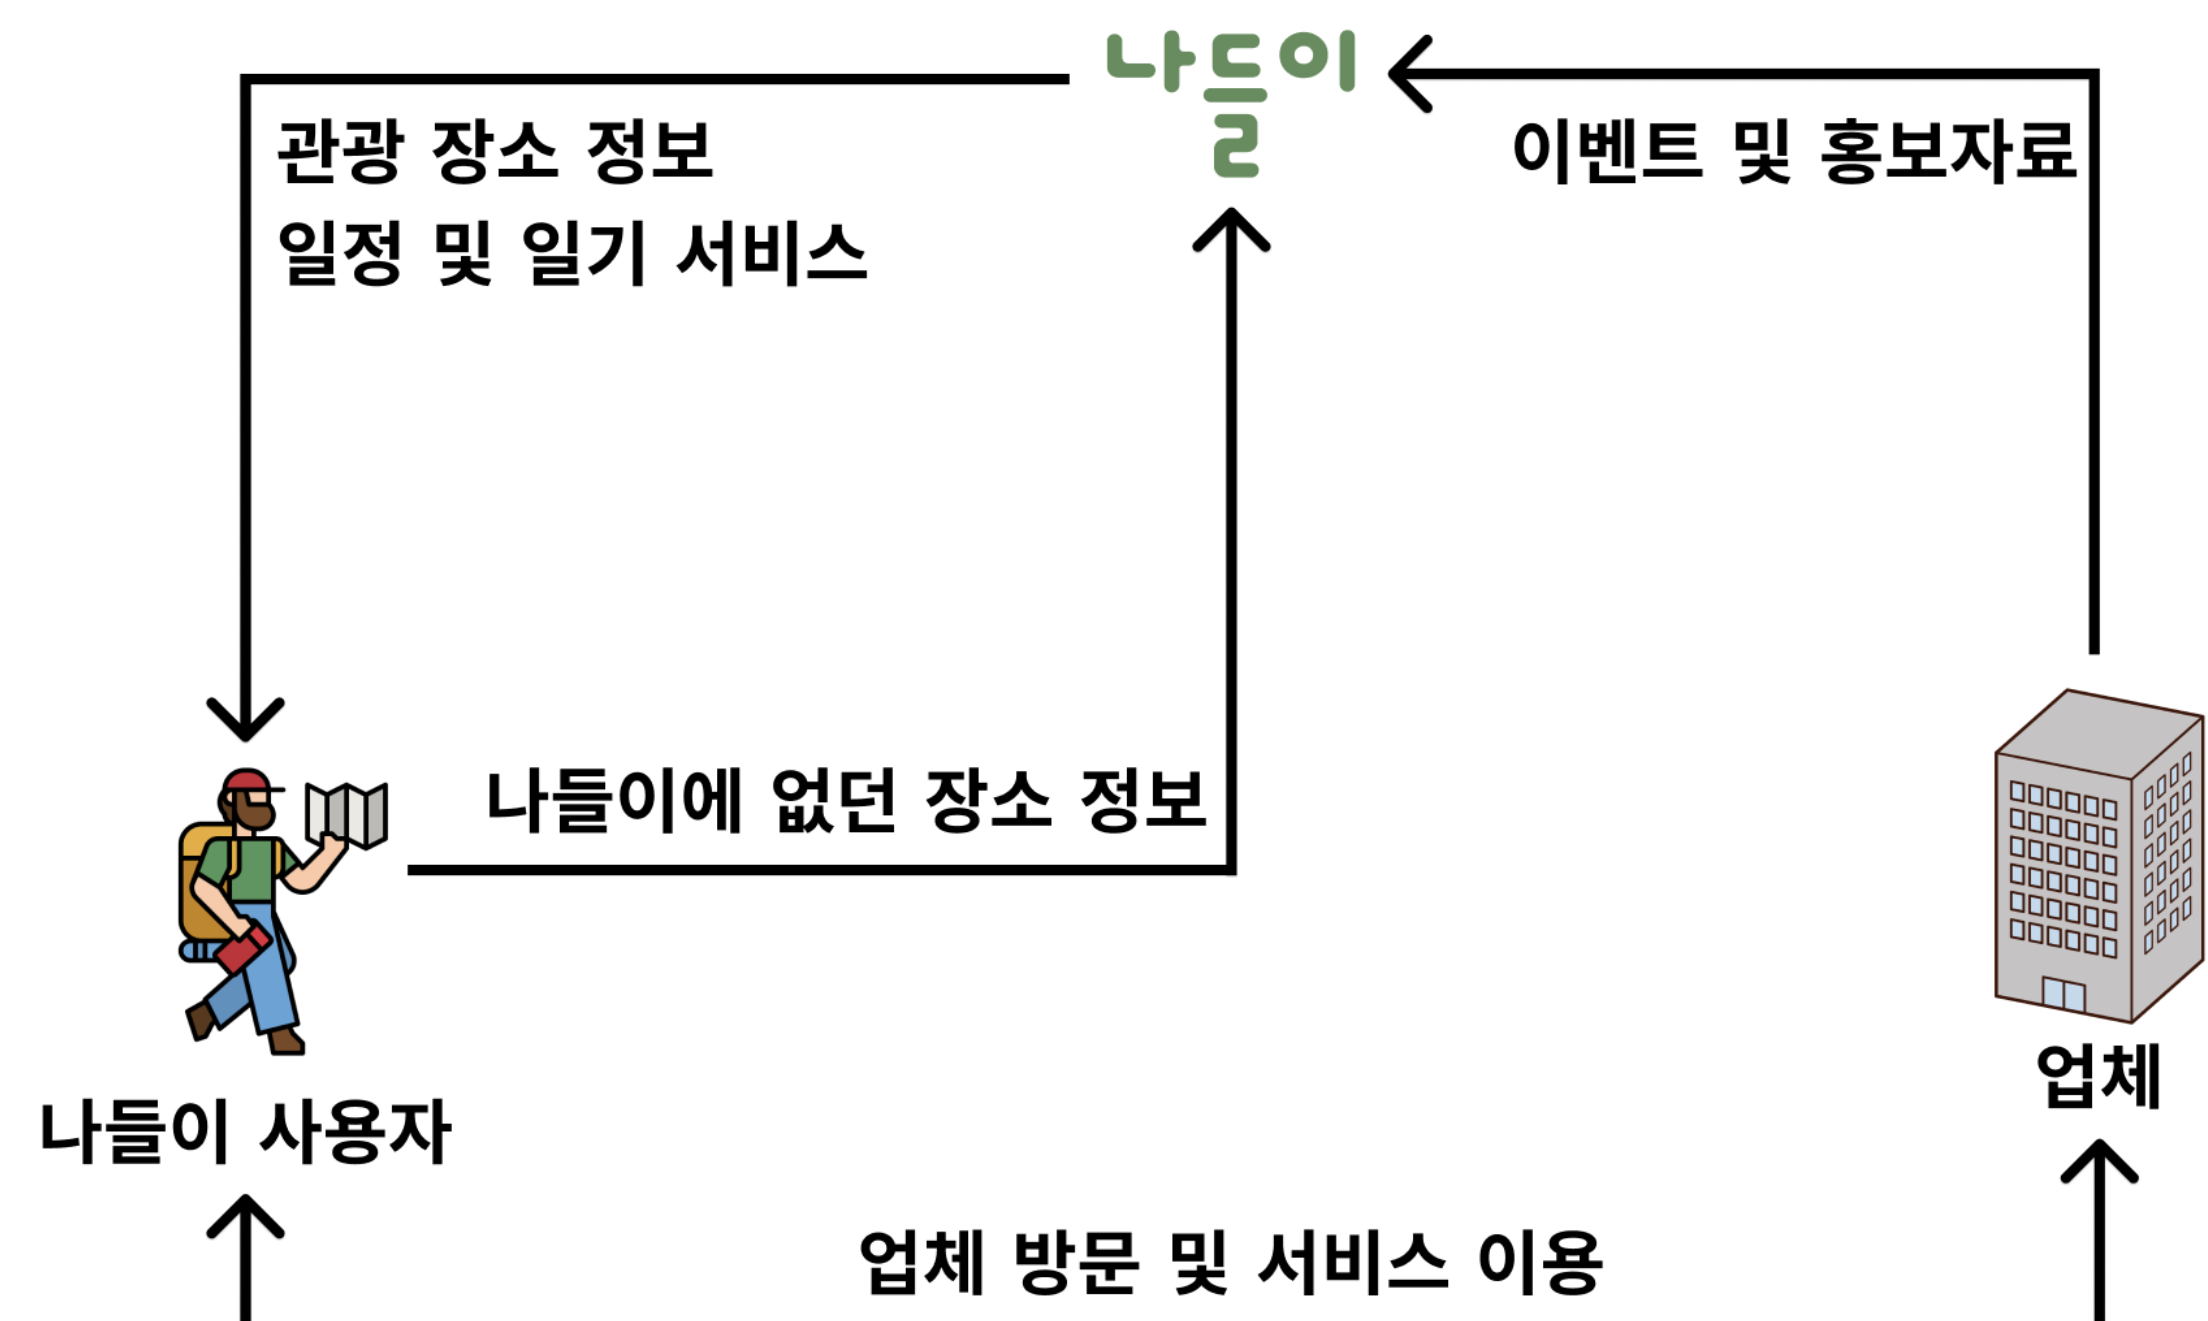 나들이
관광 장소 정보
일정 및 일기 서비스
이벤트 및 홍보자료
나들이에 없던 장소 정보
나들이 사용자
업체
업체 방문 및 서비스 이용